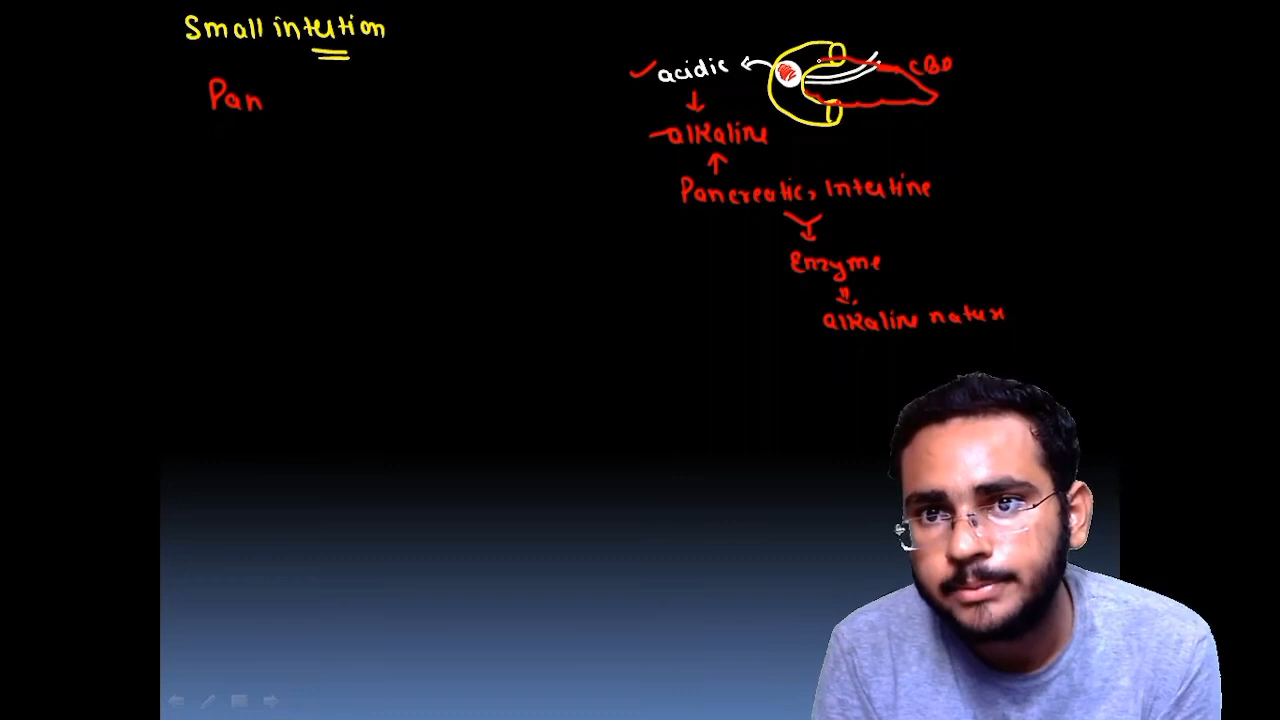 Small intestion
Pan
acidic
CBD
alkaline
Pancreatic, Intestine
Enzyme
alkaline nature